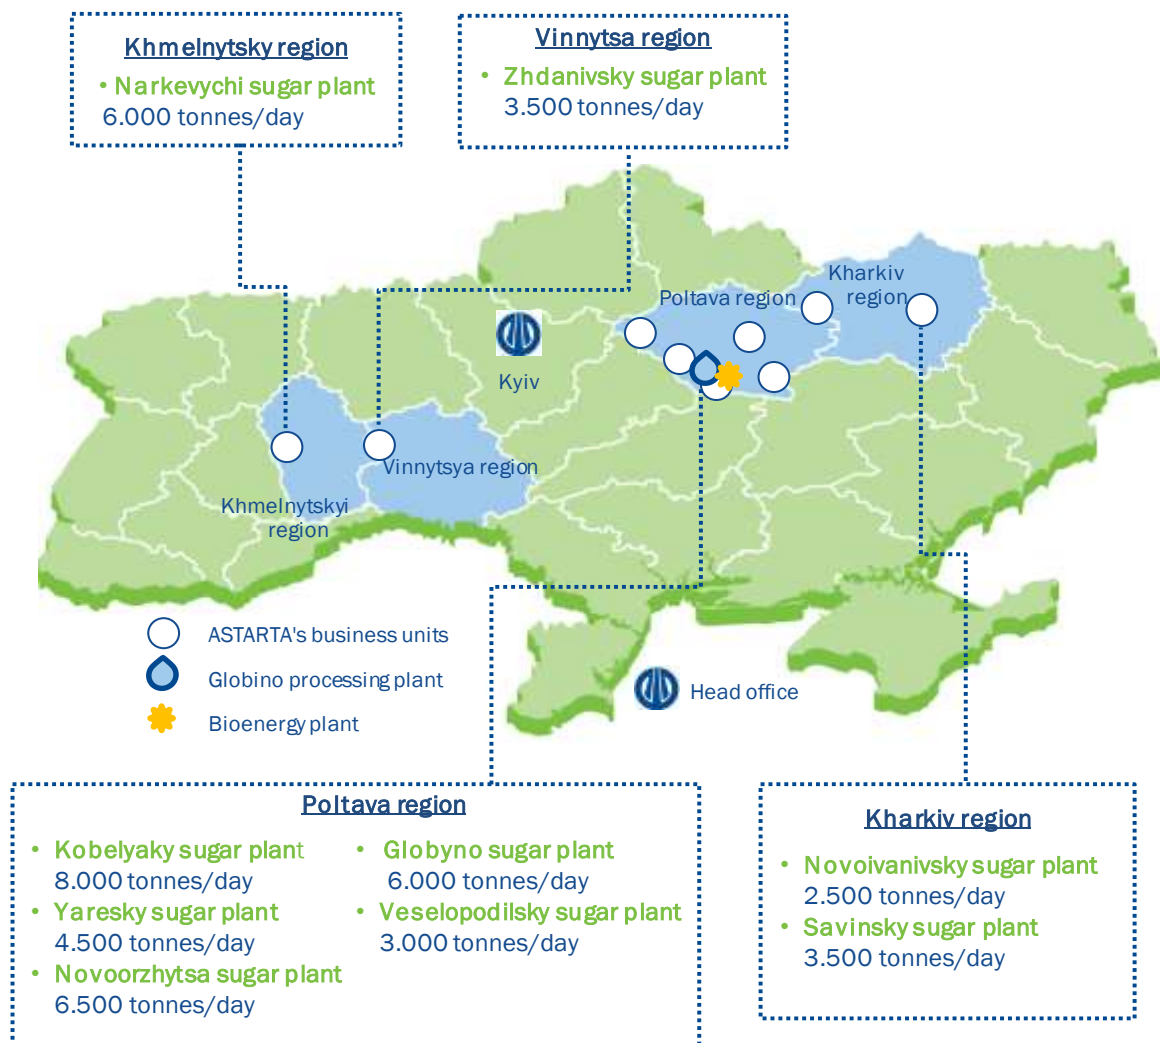 Khmelnytsky region
• Narkevychi sugar plant
6.000 tonnes/day
Vinnytsa region
• Zhdanivsky sugar plant
3.500 tonnes/day
Kharkiv
region
Poltava region
Kyiv
Vinnytsya region
Khmelnytskyi
region
ASTARTA's business units
Globino processing plant
Bioenergy plant
Head office
Poltava region
• Kobelyaky sugar plant
8.000 tonnes/day
• Yaresky sugar plant
4.500 tonnes/day
• Novoorzhytsa sugar plant
6.500 tonnes/day
• Globyno sugar plant
6.000 tonnes/day
• Veselopodilsky sugar plant
3.000 tonnes/day
Kharkiv region
• Novoivanivsky sugar plant
2.500 tonnes/day
• Savinsky sugar plant
3.500 tonnes/day